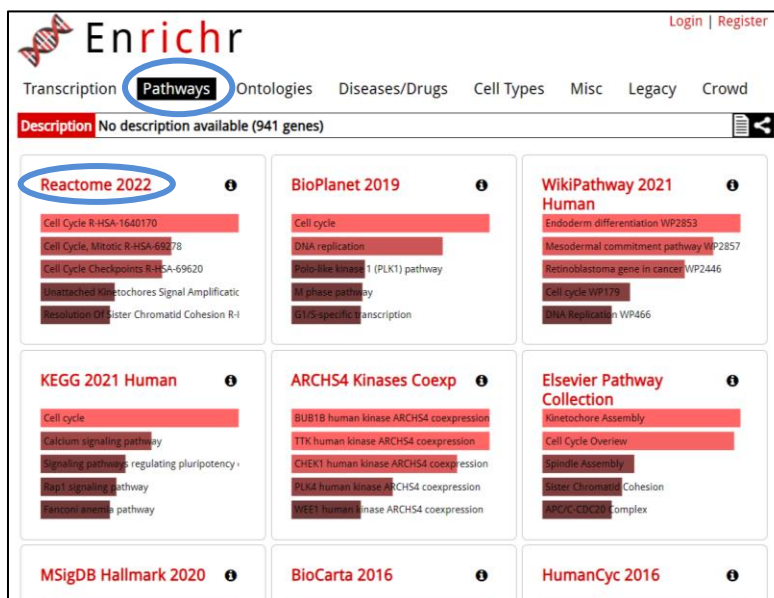 Login | Register
Enrichr
Transcription Pathways Ontologies Diseases/Drugs Cell Types Misc Legacy Crowd
Description No description available (941 genes)
Reactome 2022
Cell Cycle R-HSA-1640170
Cell Cycle, Mitotic R-HSA-69278
Cell Cycle Checkpoints R-HSA-69620
Unattached Kinetochores Signal Amplificatic
Resolution Of Sister Chromatid Cohesion R-I
BioPlanet 2019
Cell cycle
DNA replication
Polo-like kinase 1 (PLK1) pathway
M phase pathway
G1/S-specific transcription
WikiPathway 2021
Human
Endoderm differentiation WP2853
Mesodermal commitment pathway WP2857
Retinoblastoma gene in cancer WP2446
Cell cycle WP179
DNA Replication WP466
KEGG 2021 Human
Cell cycle
Calcium signaling pathway
Signaling pathways regulating pluripotency
Rap1 signaling pathway
Fanconi anemia pathway
ARCHS4 Kinases Coexp
BUB1B human kinase ARCHS4 coexpression
TTK human kinase ARCHS4 coexpression
CHEK1 human kinase ARCHS4 coexpression
PLK4 human kinase ARCHS4 coexpression
WEE1 human kinase ARCHS4 coexpression
Elsevier Pathway
Collection
Kinetochore Assembly
Cell Cycle Overiew
Spindle Assembly
Sister Chromatid Cohesion
APC/C-CDC20 Complex
MSigDB Hallmark 2020
BioCarta 2016
HumanCyc 2016